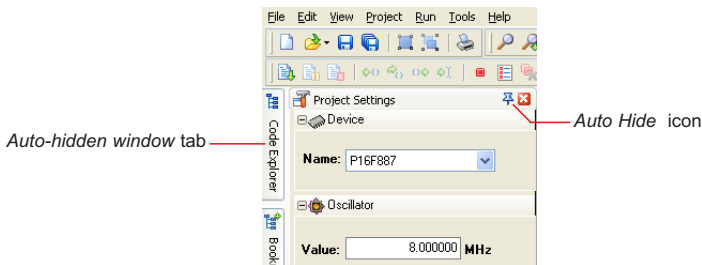 File Edit View Project Run Tools Help
Project Settings
Auto Hide icon
Device
Auto-hidden window tab
Code Explorer
Name: P16F887
Oscillator
Value: 8.000000 MHz